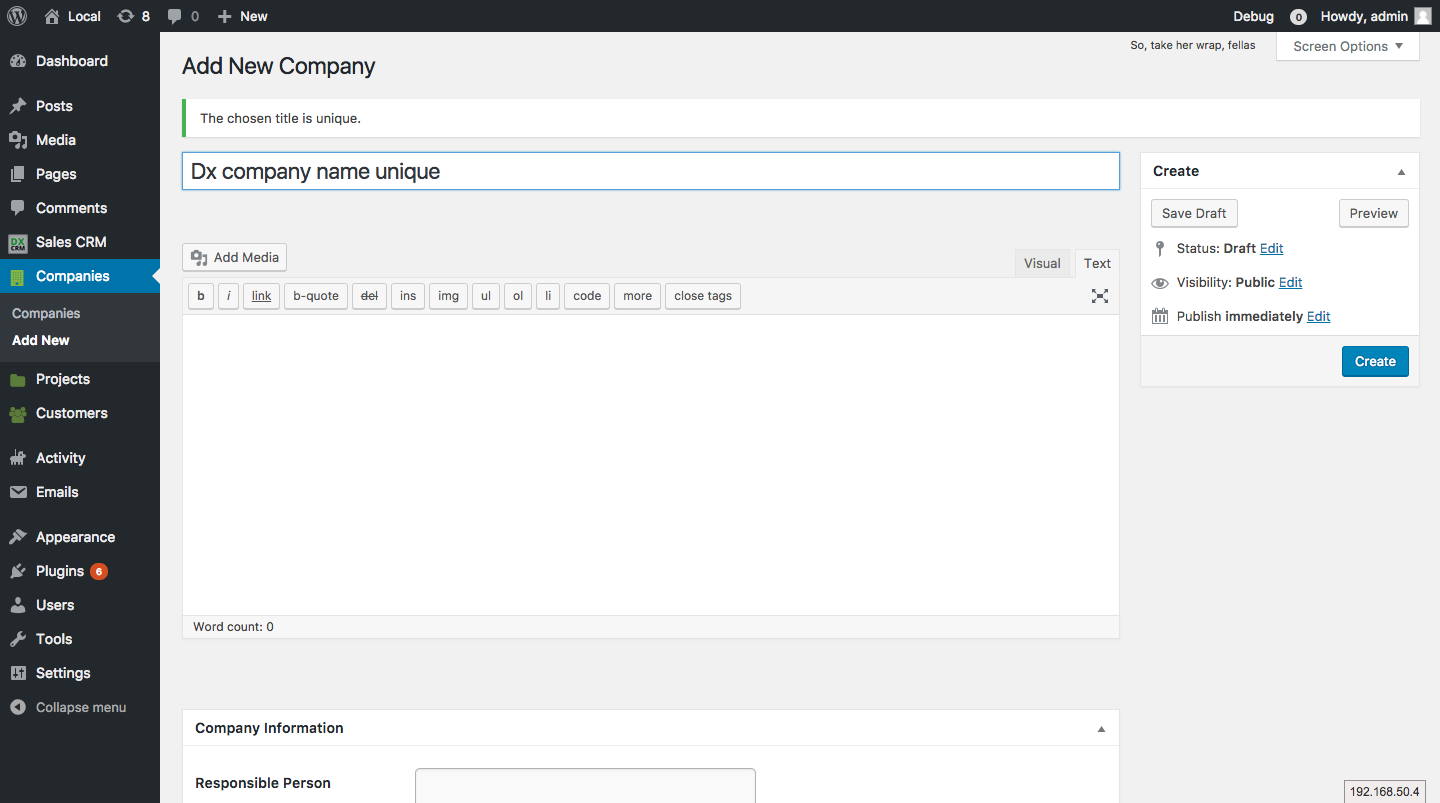 Local 8 0 New Debug 0 Howdy, admin
So, take her wrap, fellas Screen Options
Dashboard
Posts
Media
Pages
Comments
DX CRM Sales CRM
Companies
Companies
Add New
Projects
Customers
Activity
Emails
Appearance
Plugins 6
Users
Tools
Settings
Collapse menu
Add New Company
The chosen title is unique.
Dx company name unique
Add Media Visual Text
b i link b-quote del ins img ul ol li code more close tags
Word count: 0
Company Information
Responsible Person
Create
Save Draft Preview
Status: Draft Edit
Visibility: Public Edit
Publish immediately Edit
Create
192.168.50.4